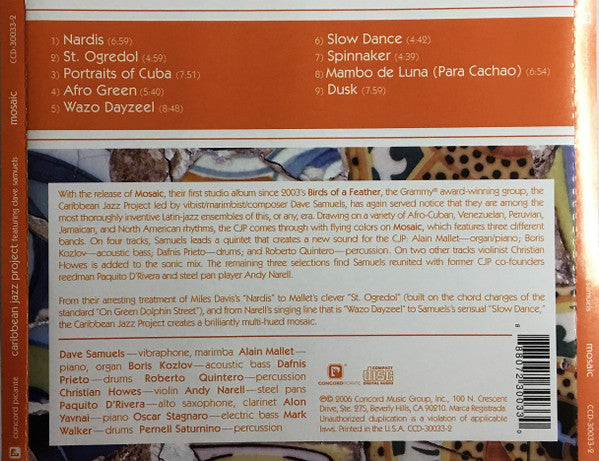 1) Nardis (6:59)
2) St. Ogredol (4:59)
3) Portraits of Cuba (7:51)
4) Afro Green (5:40)
5) Wazo Dayzeel (8:48)
6) Slow Dance (4:42)
7) Spinnaker (4:39)
8) Mambo de Luna (Para Cachao) (6:54)
9) Dusk (7:59)
With the release of Mosaic, their first studio album since 2003's Birds of a Feather, the Grammy® award-winning group, the
Caribbean Jazz Project led by vibist/marimbist/composer Dave Samuels, has again served notice that they are among the
most thoroughly inventive Latin-jazz ensembles of this, or any, era. Drawing on a variety of Afro-Cuban, Venezuelan, Peruvian,
Jamaican, and North American rhythms, the CJP comes through with flying colors on Mosaic, which features three different
bands. On four tracks, Samuels leads a quintet that creates a new sound for the CJP: Alain Mallet—organ/piano; Boris
Kozlov—acoustic bass; Dafnis Prieto—drums; and Roberto Quintero—percussion. On two other tracks violinist Christian
Howes is added to the sonic mix. The remaining three selections find Samuels reunited with former CJP co-founders
reedman Paquito D'Rivera and steel pan player Andy Narell.
From their arresting treatment of Miles Davis's "Nardis" to Mallet's clever "St. Ogredol" (built on the chord changes of the
standard "On Green Dolphin Street"), and from Narell's singing line that is "Wazo Dayzeel" to Samuels's sensual "Slow Dance,"
the Caribbean Jazz Project creates a brilliantly multi-hued mosaic.
Dave Samuels—vibraphone, marimba Alain Mallet—
piano, organ Boris Kozlov—acoustic bass Dafnis
Prieto—drums Roberto Quintero—percussion
Christian Howes—violin Andy Narell—steel pans
Paquito D'Rivera—alto saxophone, clarinet Alon
Yavnai—piano Oscar Stagnaro—electric bass Mark
Walker—drums Pernell Saturnino—percussion
CONCORD PICANTE
COMPACT
disc
DIGITAL AUDIO
℗©2006 Concord Music Group, Inc., 100 N. Crescent
Drive, Ste. 275, Beverly Hills, CA 90210. Marca Registrada.
Unauthorized duplication is a violation of applicable
laws. Printed in the U.S.A. CCD-30033-2
concord picante caribbean jazz project featuring dave samuels mosaic CCD-30033-2
samuels mosaic CCD-30033-2